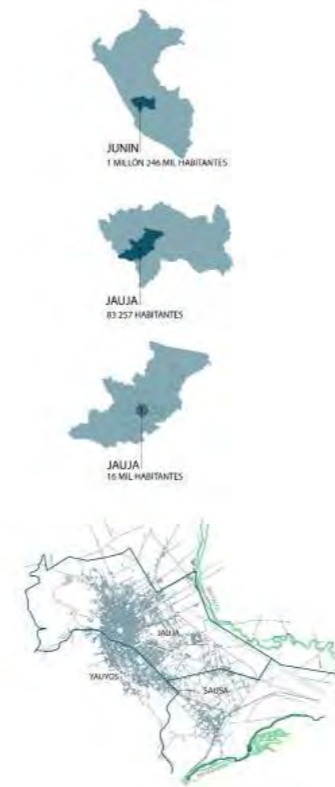 JUNIN
1 MILLÓN 246 MIL HABITANTES
JAUJA
83 257 HABITANTES
JAUJA
16 MIL HABITANTES
JAUJA
YAUYOS
SAUSA